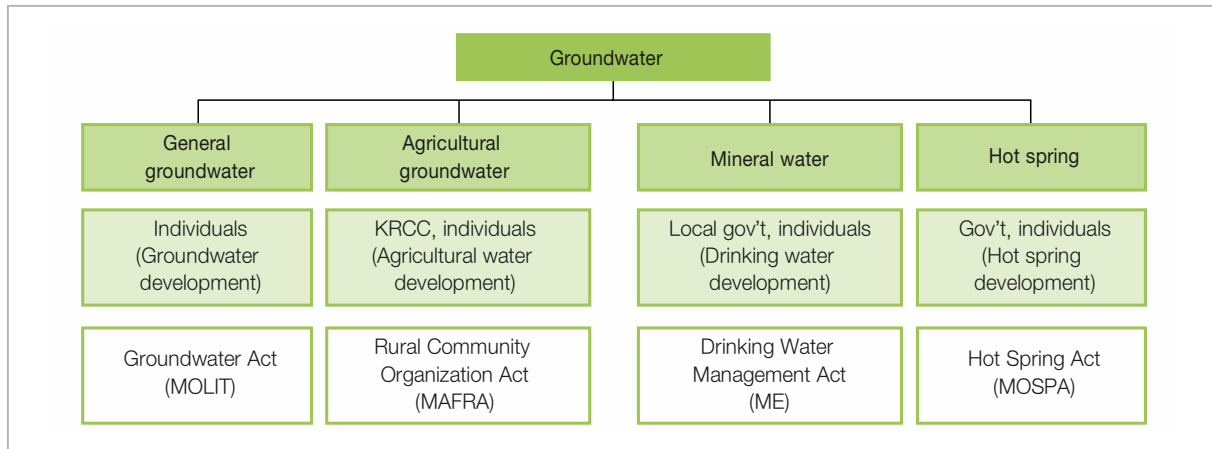 Groundwater
General
groundwater
Agricultural
groundwater
Mineral water
Hot spring
Individuals
(Groundwater
development)
KRCC, individuals
(Agricultural water
development)
Local gov't, individuals
(Drinking water
development)
Gov't, individuals
(Hot spring
development)
Groundwater Act
(MOLIT)
Rural Community
Organization Act
(MAFRA)
Drinking Water
Management Act
(ME)
Hot Spring Act
(MOSPA)